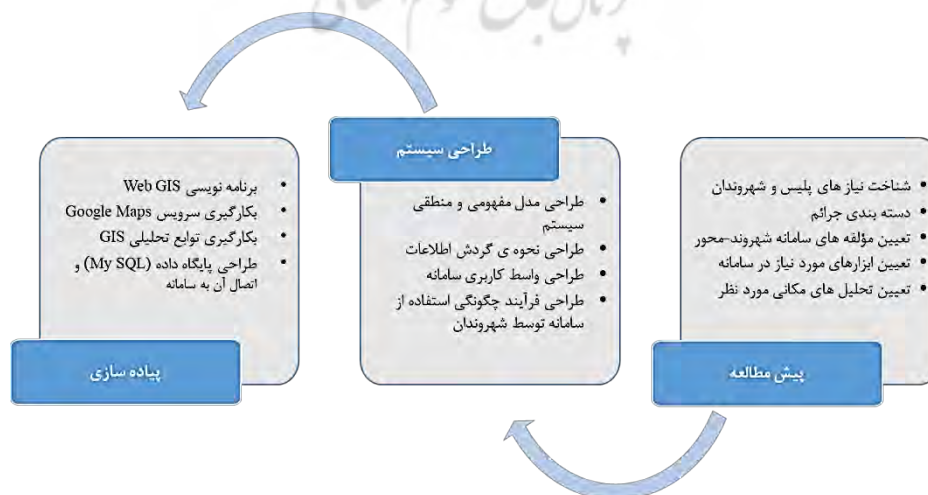 پیش مطالعه
• شناخت نیاز های پلیس و شهروندان
• دسته بندی جرائم
• تعیین مؤلفه های سامانه شهروند-محور
• تعیین ابزارهای مورد نیاز در سامانه
• تعیین تحلیل های مکانی مورد نظر
طراحی سیستم
• طراحی مدل مفهومی و منطقی
سیستم
• طراحی نحوه ی گردش اطلاعات
• طراحی واسط کاربری سامانه
• طراحی فرآیند چگونگی استفاده از
سامانه توسط شهروندان
پیاده سازی
• برنامه نویسی Web GIS
• بکارگیری سرویس Google Maps
• بکارگیری توابع تحلیلی GIS
• طراحی پایگاه داده (My SQL) و
اتصال آن به سامانه